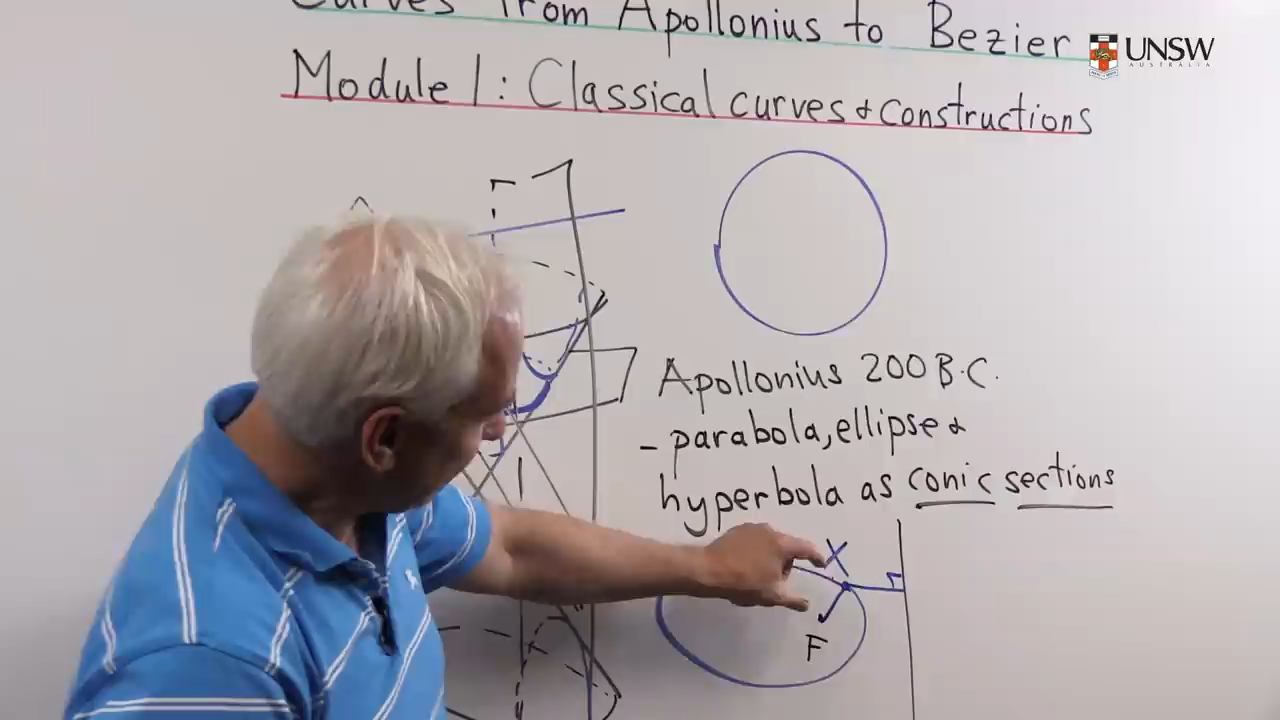 Curves from Apollonius to Bezier
UNSW
AUSTRALIA
Module 1: Classical curves & constructions
Apollonius 200 B.C.
- parabola, ellipse &
hyperbola as conic sections
X
F